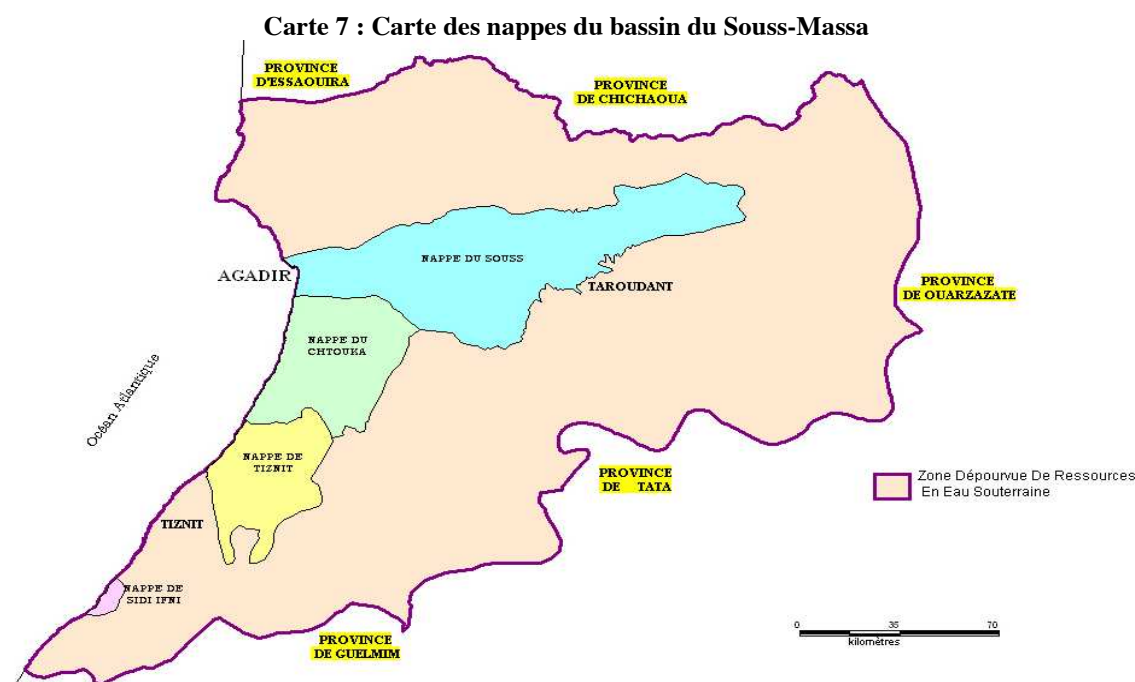 Carte 7 : Carte des nappes du bassin du Souss-Massa
PROVINCE
D'ESSAOUIRA
PROVINCE
DE CHICHAOUA
NAPPE DU SOUSS
AGADIR
TAROUDANT
PROVINCE
DE OUARZAZATE
NAPPE DU
CHTOUKA
Océan Atlantique
NAPPE DE
TIZNIT
PROVINCE
DE TATA
Zone Dépourvue De Ressources
En Eau Souterraine
TIZNIT
NAPPE DE
SIDI IFNI
PROVINCE
DE GUELMIM
0 35 70
kilomètres